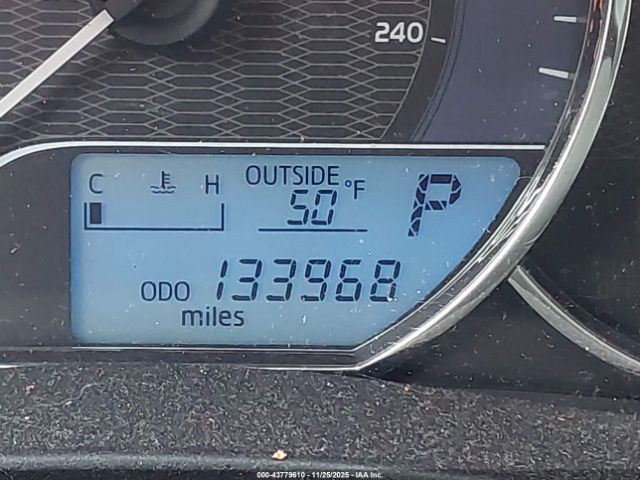 240
OUTSIDE
C H 50 °F P
ODO 133968
miles
000-43779610 - 11/25/2025 - IAA Inc.